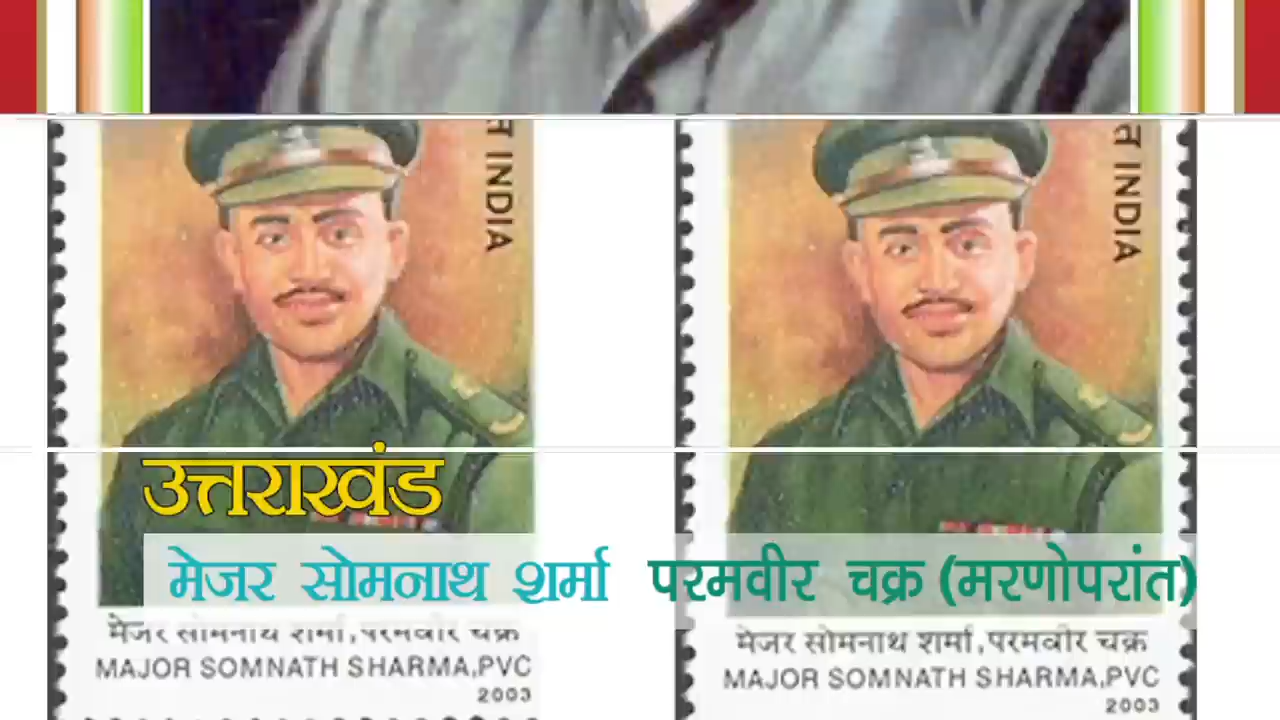 INDIA
INDIA
उत्तराखंड
मेजर सोमनाथ शर्मा परमवीर चक्र (मरणोपरांत)
मेजर सोमनाथ शर्मा,परमवीर चक्र
MAJOR SOMNATH SHARMA,PVC
2003
मेजर सोमनाथ शर्मा,परमवीर चक्र
MAJOR SOMNATH SHARMA,PVC
2003